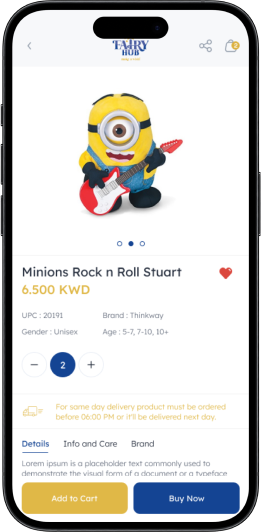 FAIRY
HUB
2
Minions Rock n Roll Stuart
6.500 KWD
UPC : 20191 Brand : Thinkway
Gender : Unisex Age : 5-7, 7-10, 10+
− 2 +
For same day delivery product must be ordered
before 06:00 PM or it'll be delivered next day.
Details Info and Care Brand
Lorem ipsum is a placeholder text commonly used to
demonstrate the visual form of a document or a typeface
Add to Cart Buy Now